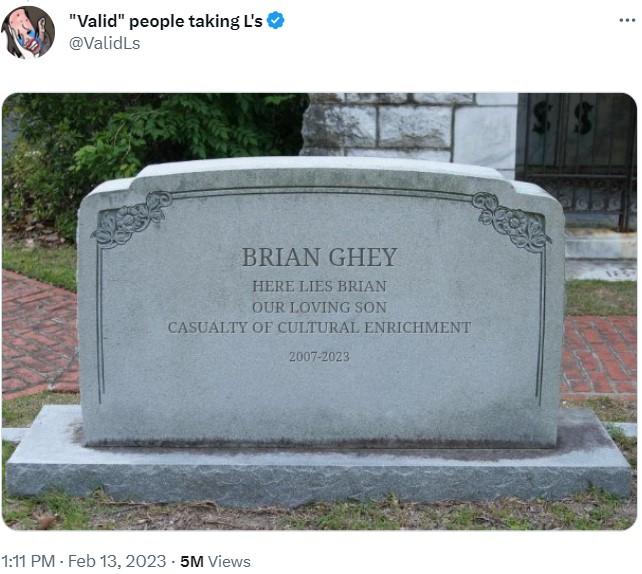 "Valid" people taking L's
@ValidLs
BRIAN GHEY
HERE LIES BRIAN
OUR LOVING SON
CASUALTY OF CULTURAL ENRICHMENT
2007-2023
1:11 PM · Feb 13, 2023 · 5M Views